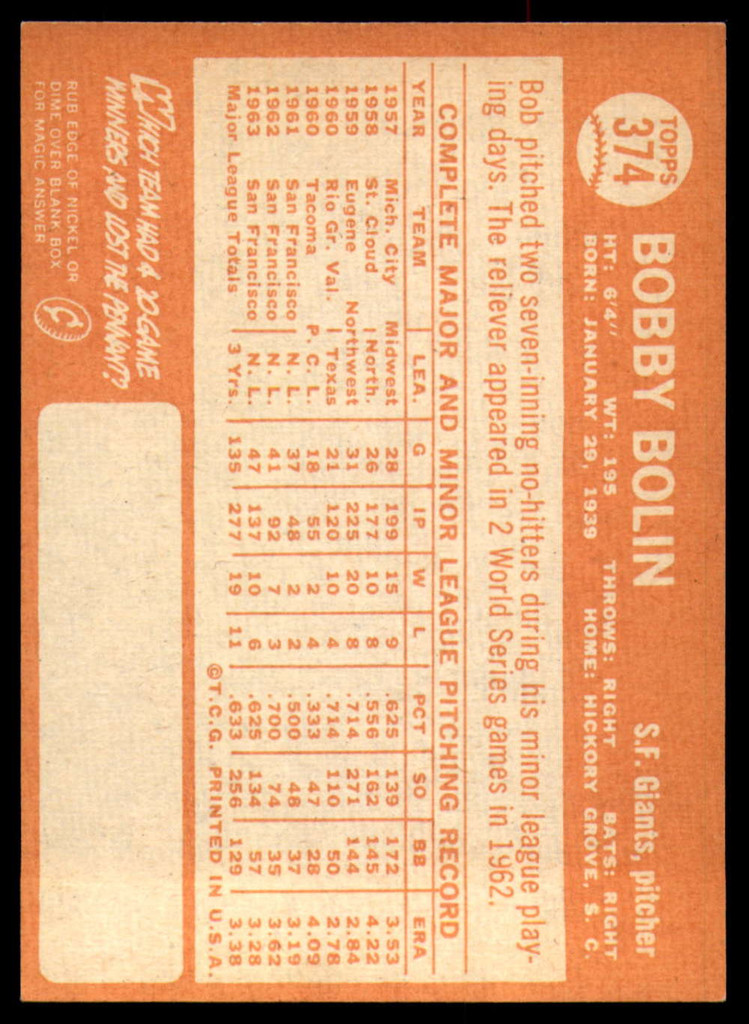 TOPPS
374
BOBBY BOLIN
S.F. Giants, pitcher
HT: 6'4" WT: 195 THROWS: RIGHT BATS: RIGHT
BORN: JANUARY 29, 1939 HOME: HICKORY GROVE, S. C.
Bob pitched two seven-inning no-hitters during his minor league play-
ing days. The reliever appeared in 2 World Series games in 1962.
COMPLETE MAJOR AND MINOR LEAGUE PITCHING RECORD
YEAR TEAM LEA. G IP W L PCT SO BB ERA
1957 Mich. City Midwest 28 199 15 9 .625 139 172 3.53
1958 St. Cloud North. 26 177 10 8 .556 162 145 4.22
1959 Eugene Northwest 31 225 20 8 .714 271 144 2.84
1960 Rio Gr. Val. Texas 21 120 10 4 .714 110 50 2.78
1960 Tacoma P. C. L. 18 55 2 4 .333 47 28 4.09
1961 San Francisco N. L. 37 48 2 2 .500 48 37 3.19
1962 San Francisco N. L. 41 92 7 3 .700 74 35 3.62
1963 San Francisco N. L. 47 137 10 6 .625 134 57 3.28
Major League Totals 3 Yrs. 135 277 19 11 .633 256 129 3.38
©T.C.G. PRINTED IN U.S.A.
WHICH TEAM HAD 4 20 GAME
WINNERS AND LOST THE PENNANT?
RUB EDGE OF NICKEL OR
DIME OVER BLANK BOX
FOR MAGIC ANSWER